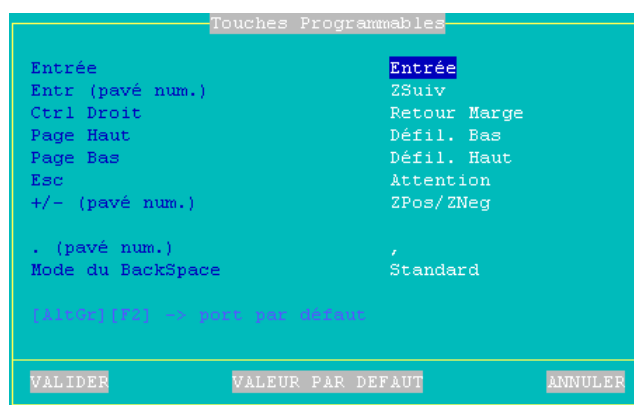 Touches Programmables
Entrée Entrée
Entr (pavé num.) ZSuiv
Ctrl Droit Retour Marge
Page Haut Défil. Bas
Page Bas Défil. Haut
Esc Attention
+/- (pavé num.) ZPos/ZNeg
. (pavé num.) ,
Mode du BackSpace Standard
[AltGr][F2] -> port par défaut
VALIDER VALEUR PAR DEFAUT ANNULER